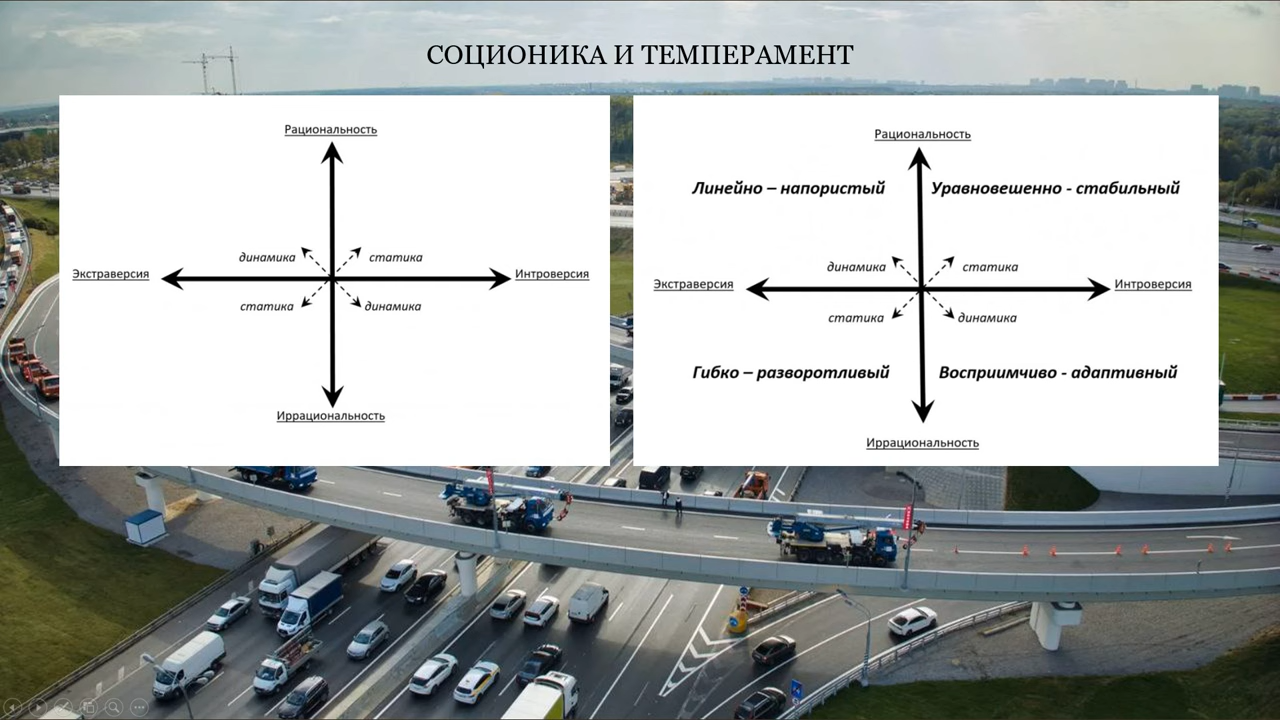 СОЦИОНИКА И ТЕМПЕРАМЕНТ
Рациональность
динамика статика
Экстраверсия Интроверсия
статика динамика
Иррациональность
Рациональность
Линейно – напористый Уравновешенно - стабильный
динамика статика
Экстраверсия Интроверсия
статика динамика
Гибко – разворотливый Восприимчиво - адаптивный
Иррациональность